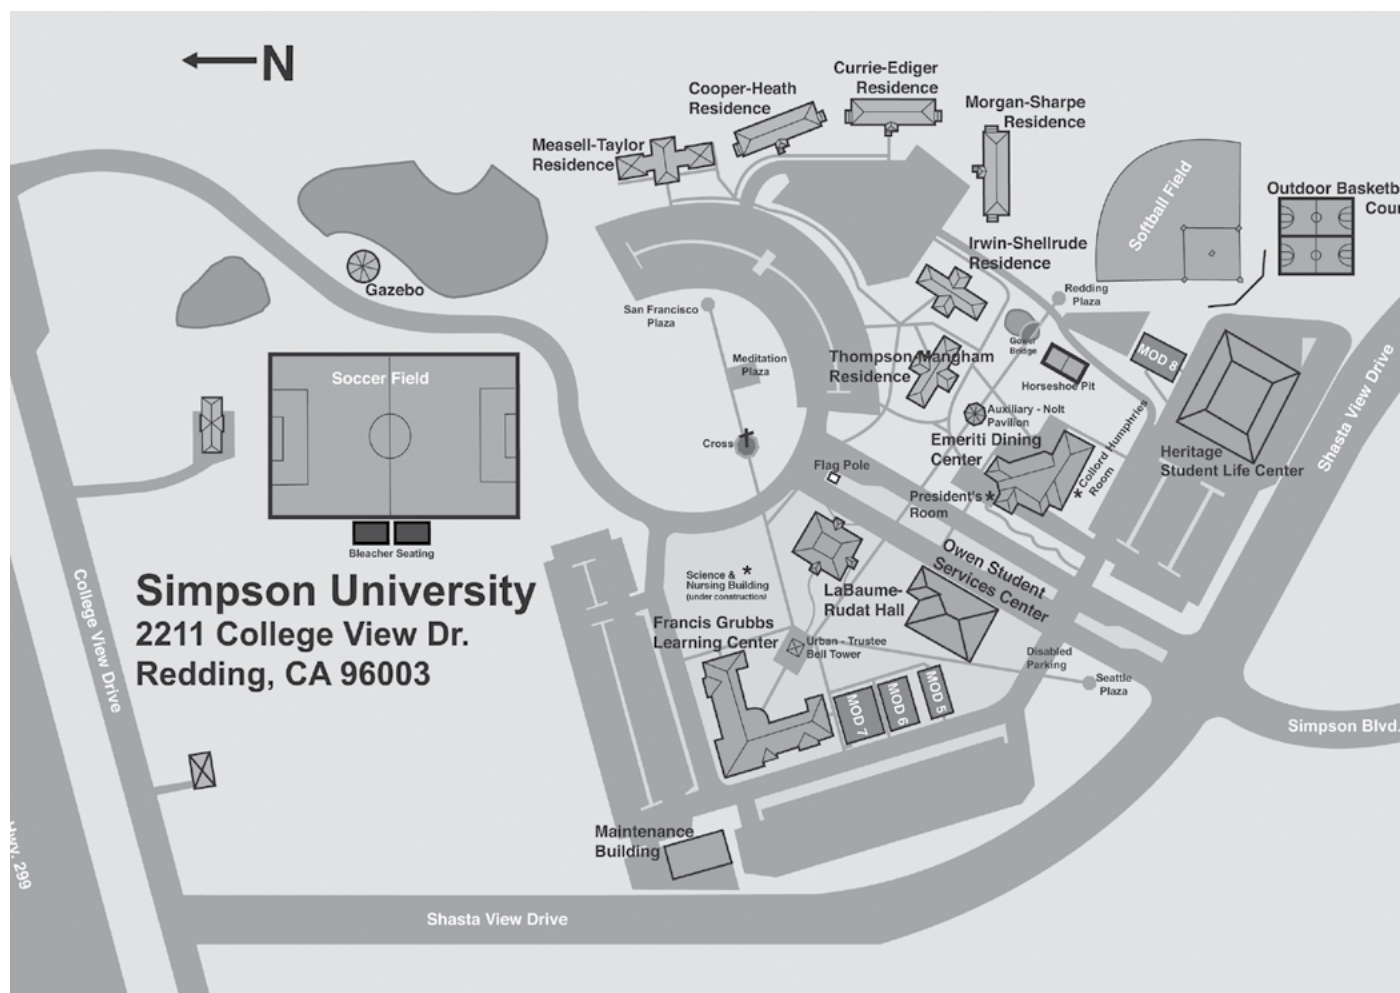 N
Currie-Ediger
Residence
Cooper-Heath
Residence
Morgan-Sharpe
Residence
Measell-Taylor
Residence
Softball Field
Outdoor Basketb
Cour
Irwin-Shellrude
Residence
Gazebo
Redding
Plaza
San Francisco
Plaza
Gower
Bridge
MOD 8
Thompson-Mangham
Residence
Meditation
Plaza
Soccer Field
Horseshoe Pit
Auxiliary - Nolt
Pavilion
Emeriti Dining
Center
Collord Humphries
Room
Shasta View Drive
Cross
Heritage
Student Life Center
Flag Pole
President's
Room
Bleacher Seating
Owen Student
Services Center
Simpson University
2211 College View Dr.
Redding, CA 96003
College View Drive
Science &
Nursing Building
(under construction)
LaBaume-
Rudat Hall
Francis Grubbs
Learning Center
Urban - Trustee
Bell Tower
Disabled
Parking
Seattle
Plaza
MOD 7
MOD 6
MOD 5
Simpson Blvd.
Maintenance
Building
Hwy. 299
Shasta View Drive